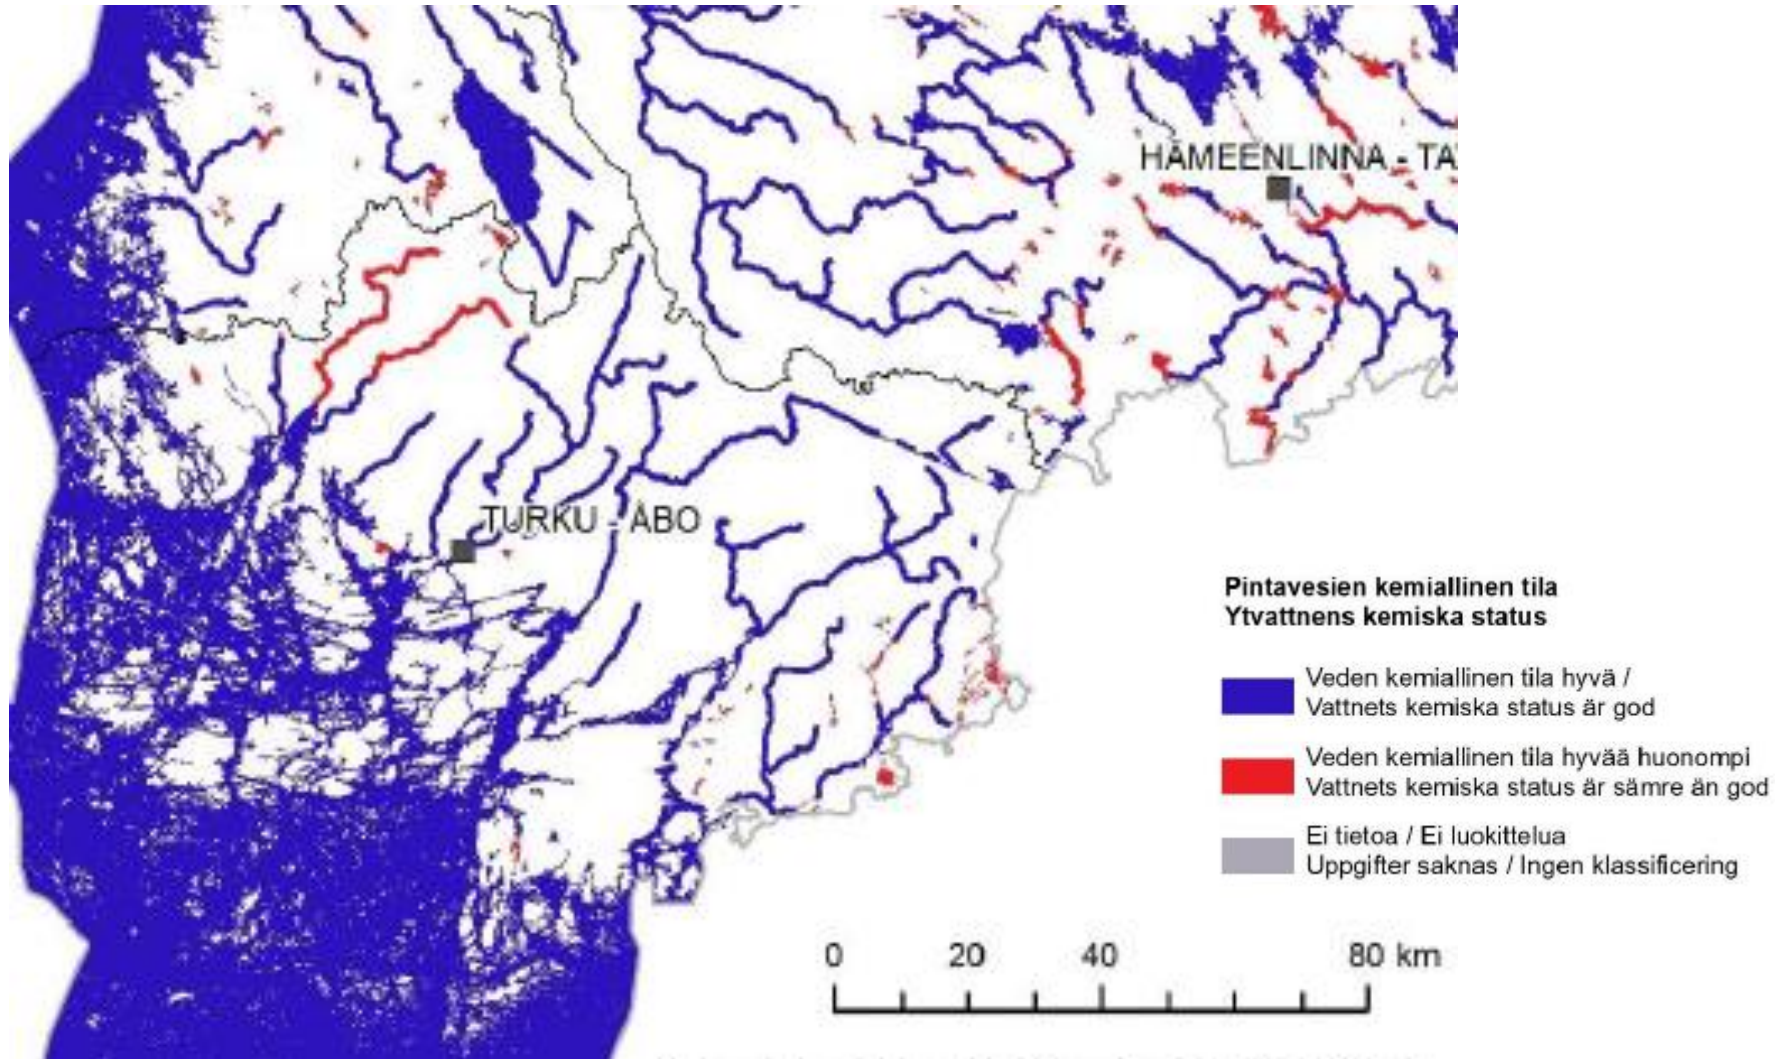 HÄMEENLINNA - TA
TURKU - ÅBO
Pintavesien kemiallinen tila
Ytvattnens kemiska status
Veden kemiallinen tila hyvä /
Vattnets kemiska status är god
Veden kemiallinen tila hyvää huonompi
Vattnets kemiska status är sämre än god
Ei tietoa / Ei luokittelua
Uppgifter saknas / Ingen klassificering
0 20 40 80 km